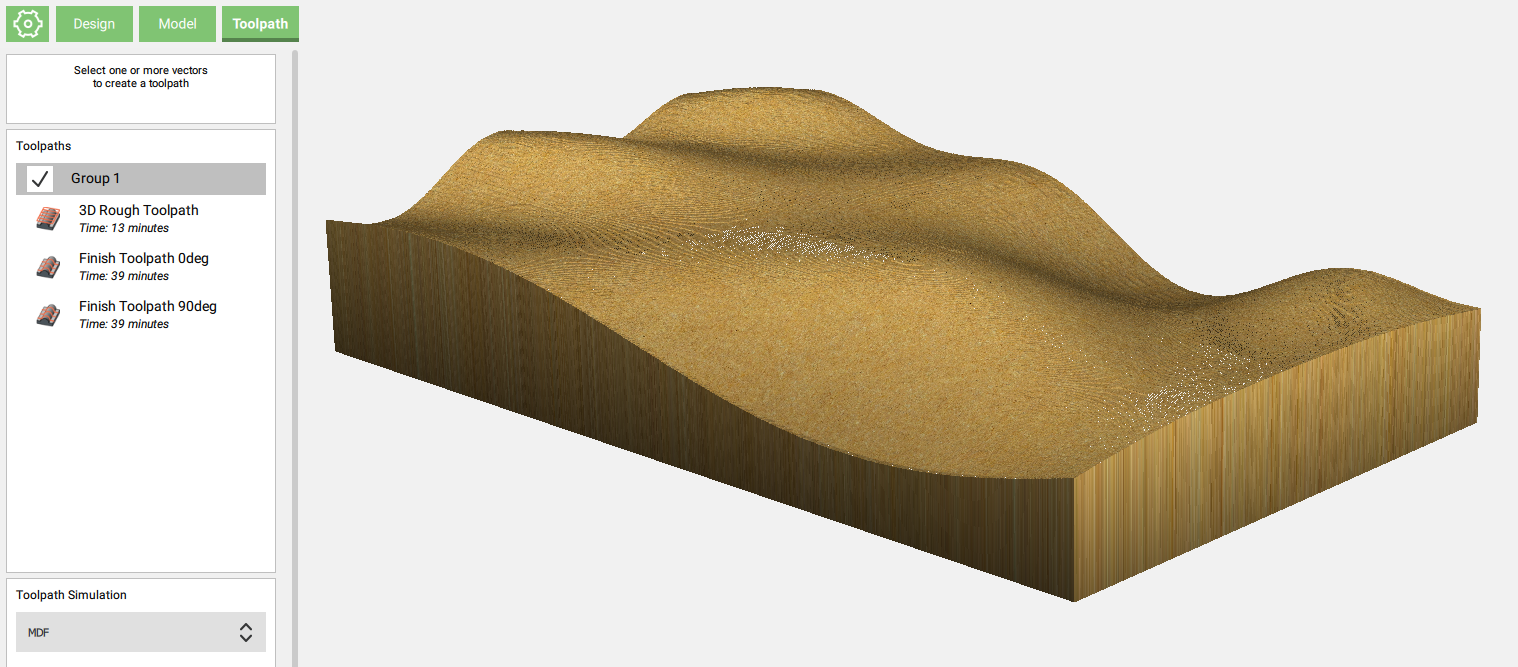 Design
Model
Toolpath
Select one or more vectors
to create a toolpath
Toolpaths
Group 1
3D Rough Toolpath
Time: 13 minutes
Finish Toolpath 0deg
Time: 39 minutes
Finish Toolpath 90deg
Time: 39 minutes
Toolpath Simulation
MDF